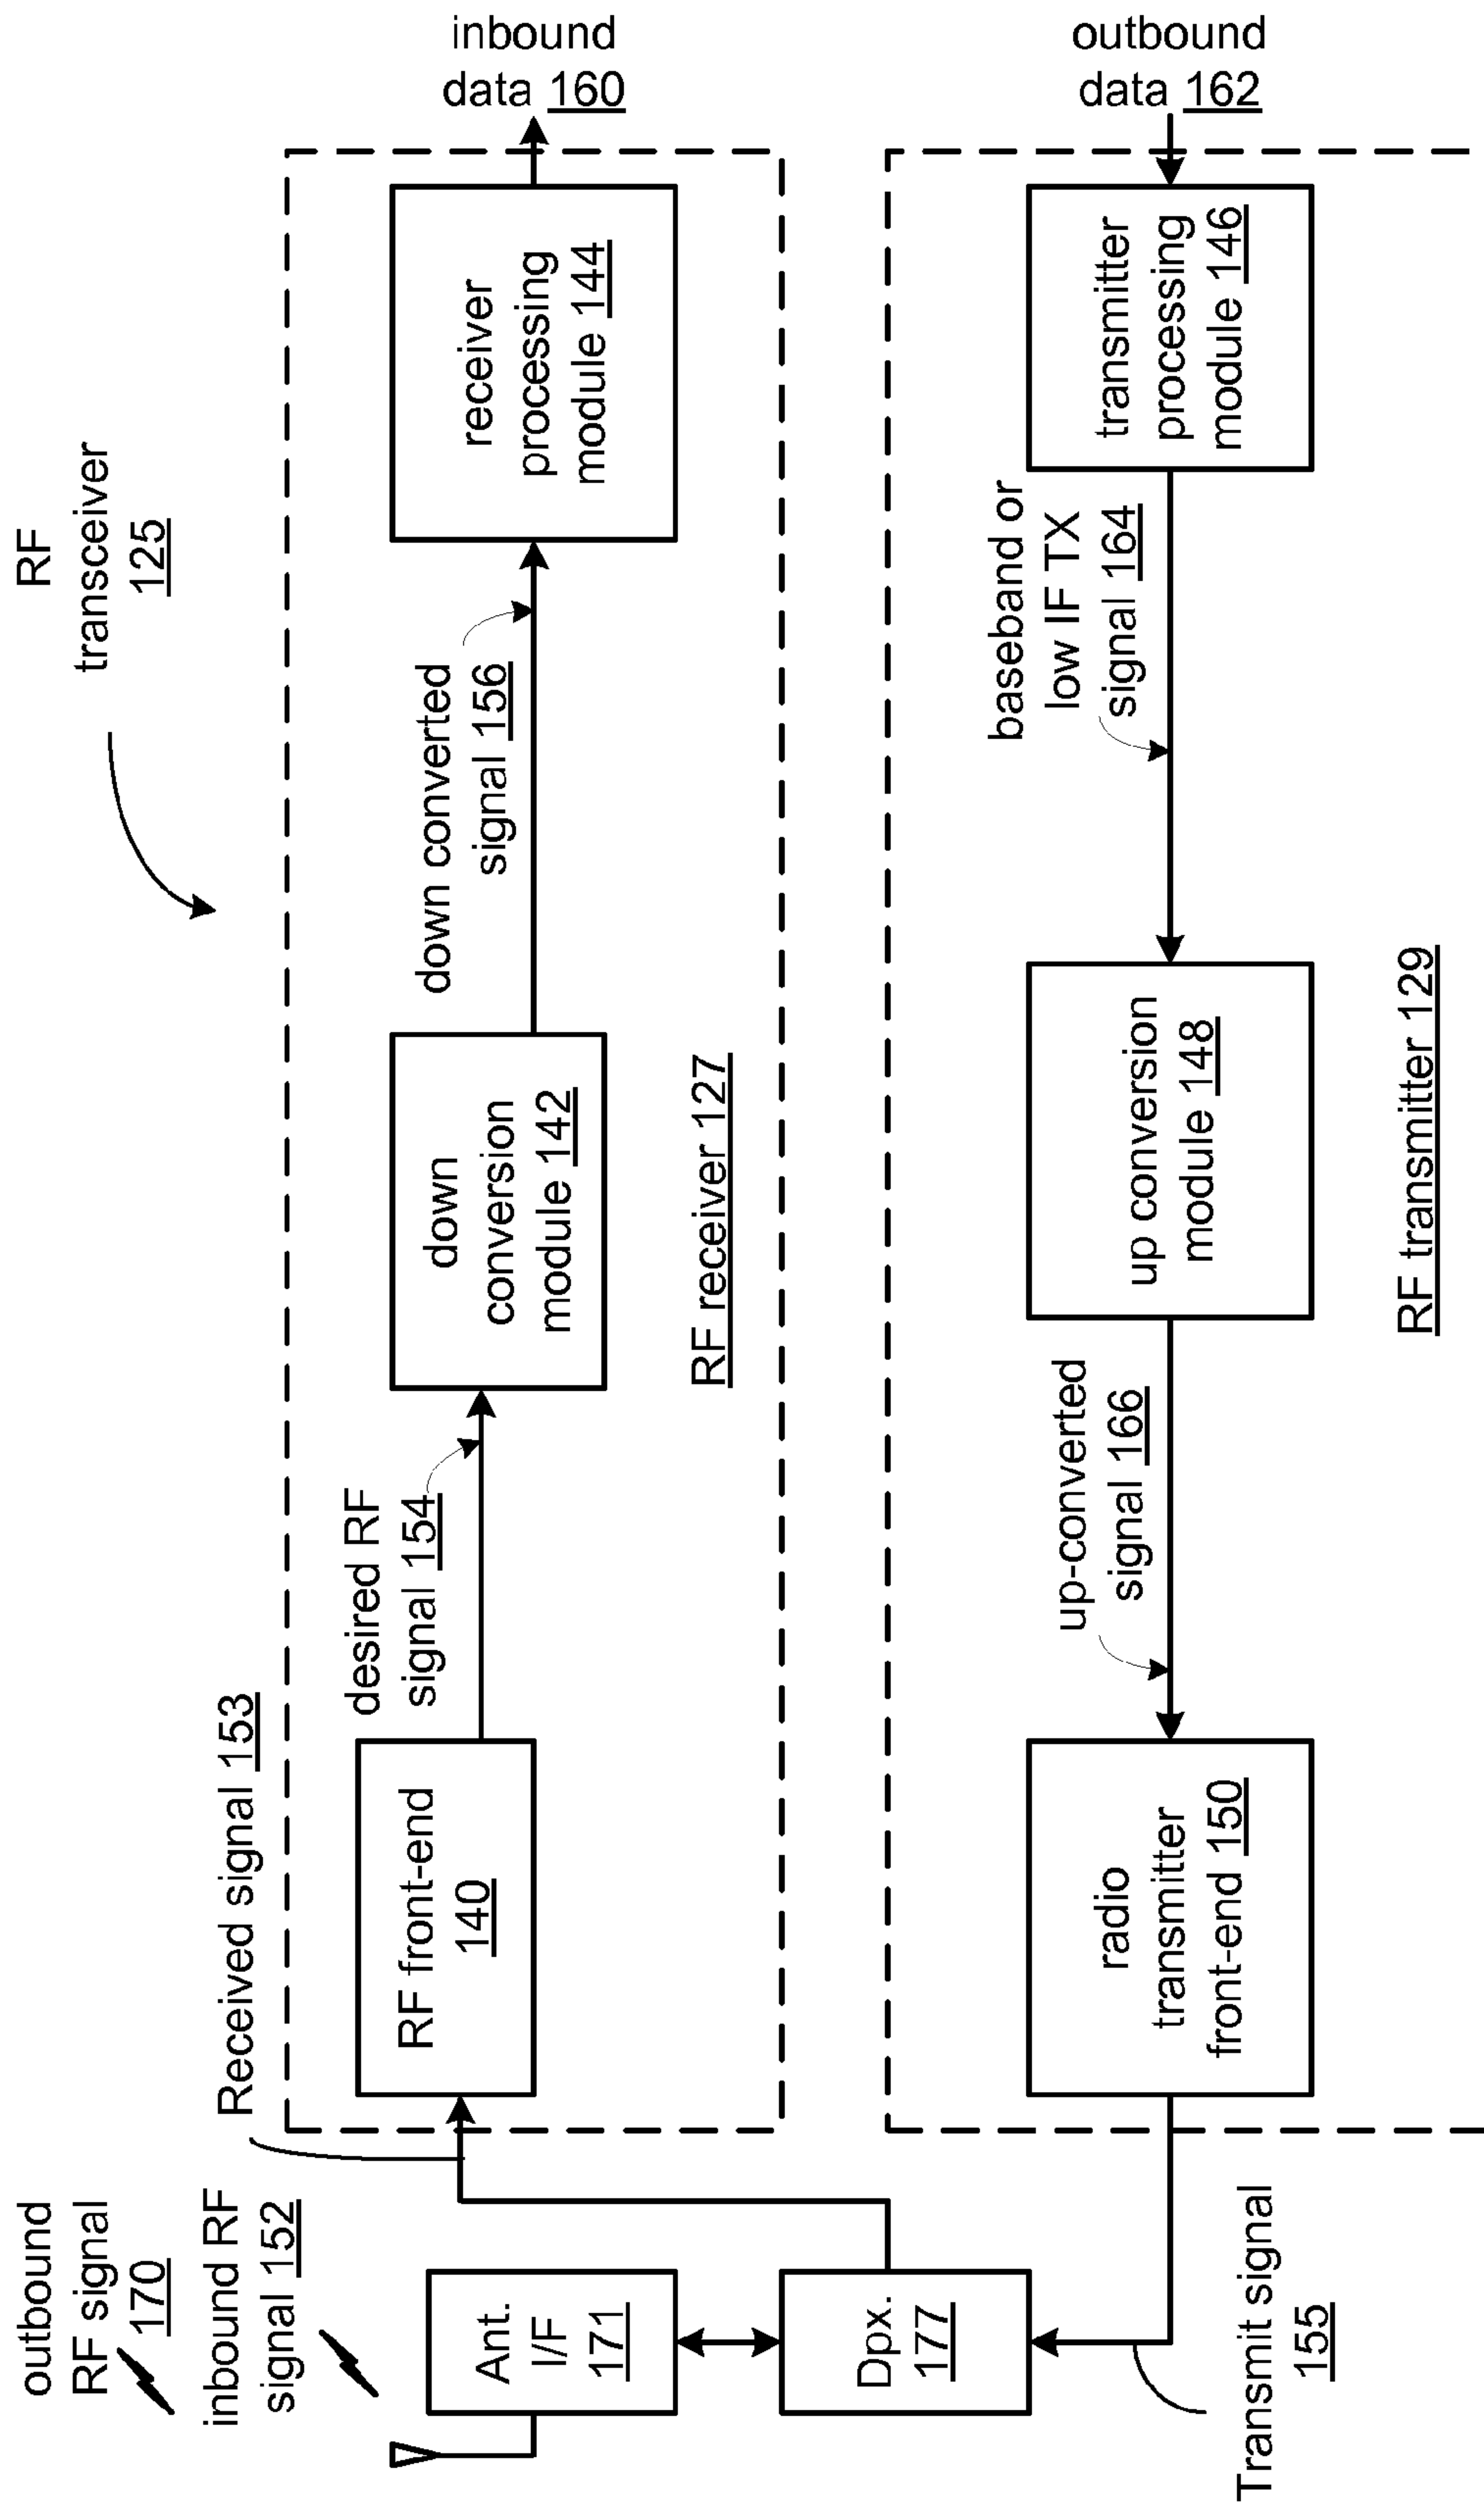 RF
transceiver
125
outbound
RF signal
170
inbound RF
signal 152
Received signal 153
Ant.
I/F
171
Dpx.
177
Transmit signal
155
RF front-end
140
desired RF
signal 154
down
conversion
module 142
down converted
signal 156
receiver
processing
module 144
inbound
data 160
RF receiver 127
radio
transmitter
front-end 150
up-converted
signal 166
up conversion
module 148
baseband or
low IF TX
signal 164
transmitter
processing
module 146
outbound
data 162
RF transmitter 129